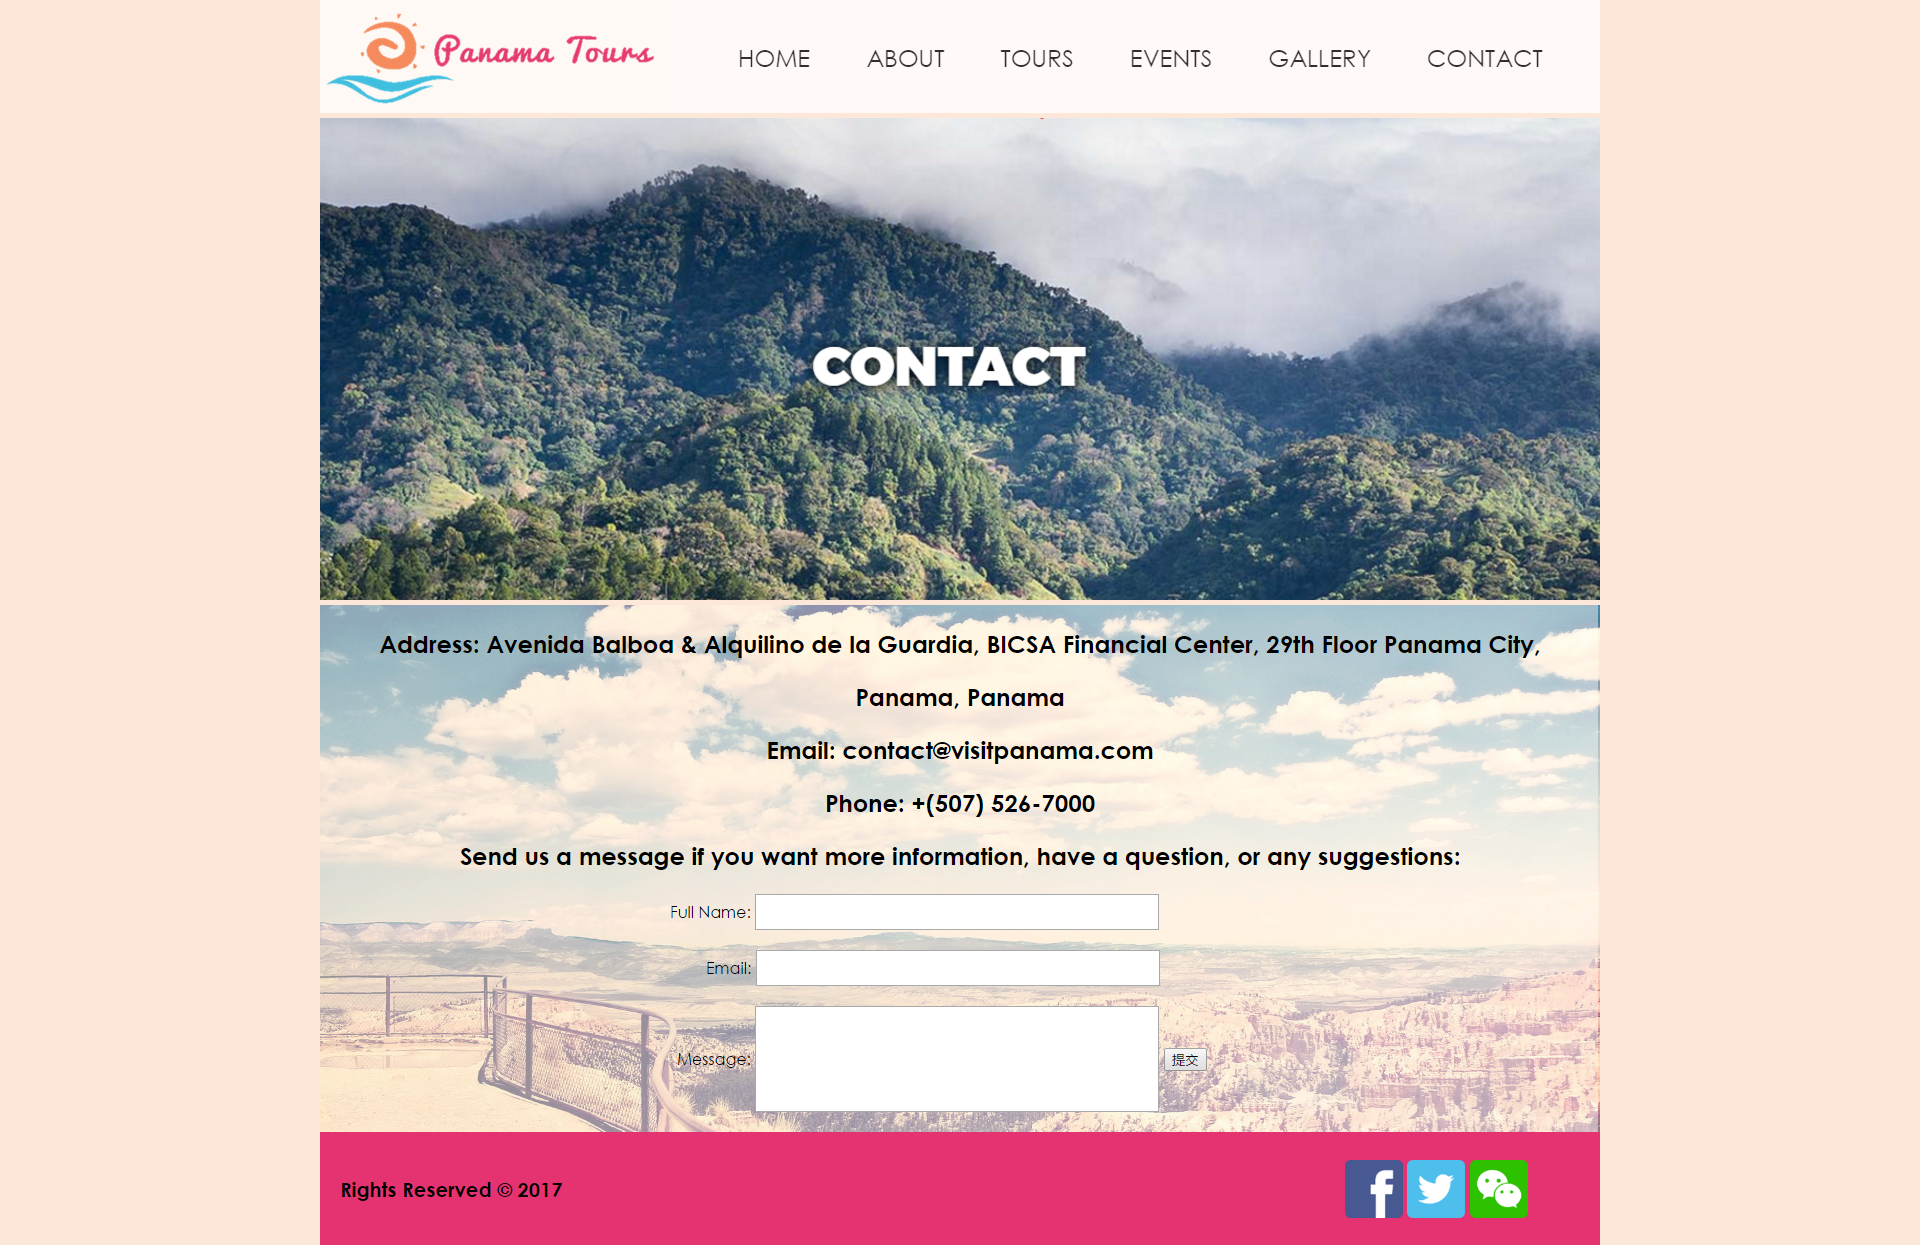 Panama Tours
HOME ABOUT TOURS EVENTS GALLERY CONTACT
CONTACT
Address: Avenida Balboa & Alquilino de la Guardia, BICSA Financial Center, 29th Floor Panama City,
Panama, Panama
Email: contact@visitpanama.com
Phone: +(507) 526-7000
Send us a message if you want more information, have a question, or any suggestions:
Full Name:
Email:
Message: 提交
Rights Reserved © 2017